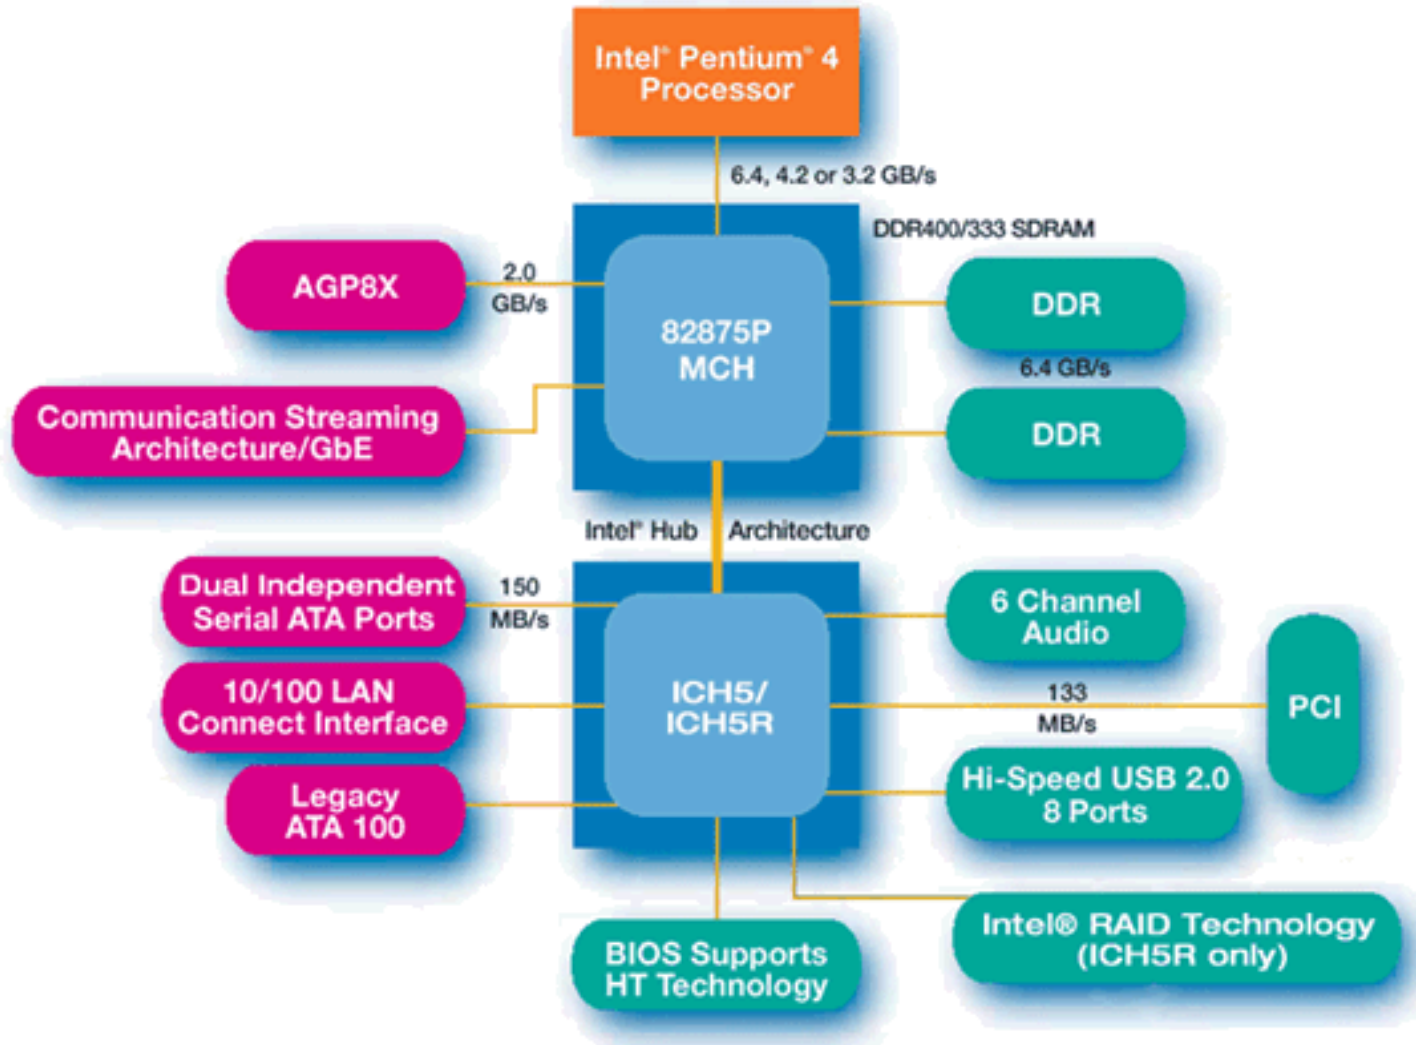 Intel® Pentium® 4
Processor
6.4, 4.2 or 3.2 GB/s
DDR400/333 SDRAM
AGP8X
2.0
GB/s
82875P
MCH
DDR
6.4 GB/s
DDR
Communication Streaming
Architecture/GbE
Intel® Hub Architecture
Dual Independent
Serial ATA Ports
150
MB/s
6 Channel
Audio
10/100 LAN
Connect Interface
ICH5/
ICH5R
133
MB/s
PCI
Legacy
ATA 100
Hi-Speed USB 2.0
8 Ports
BIOS Supports
HT Technology
Intel® RAID Technology
(ICH5R only)